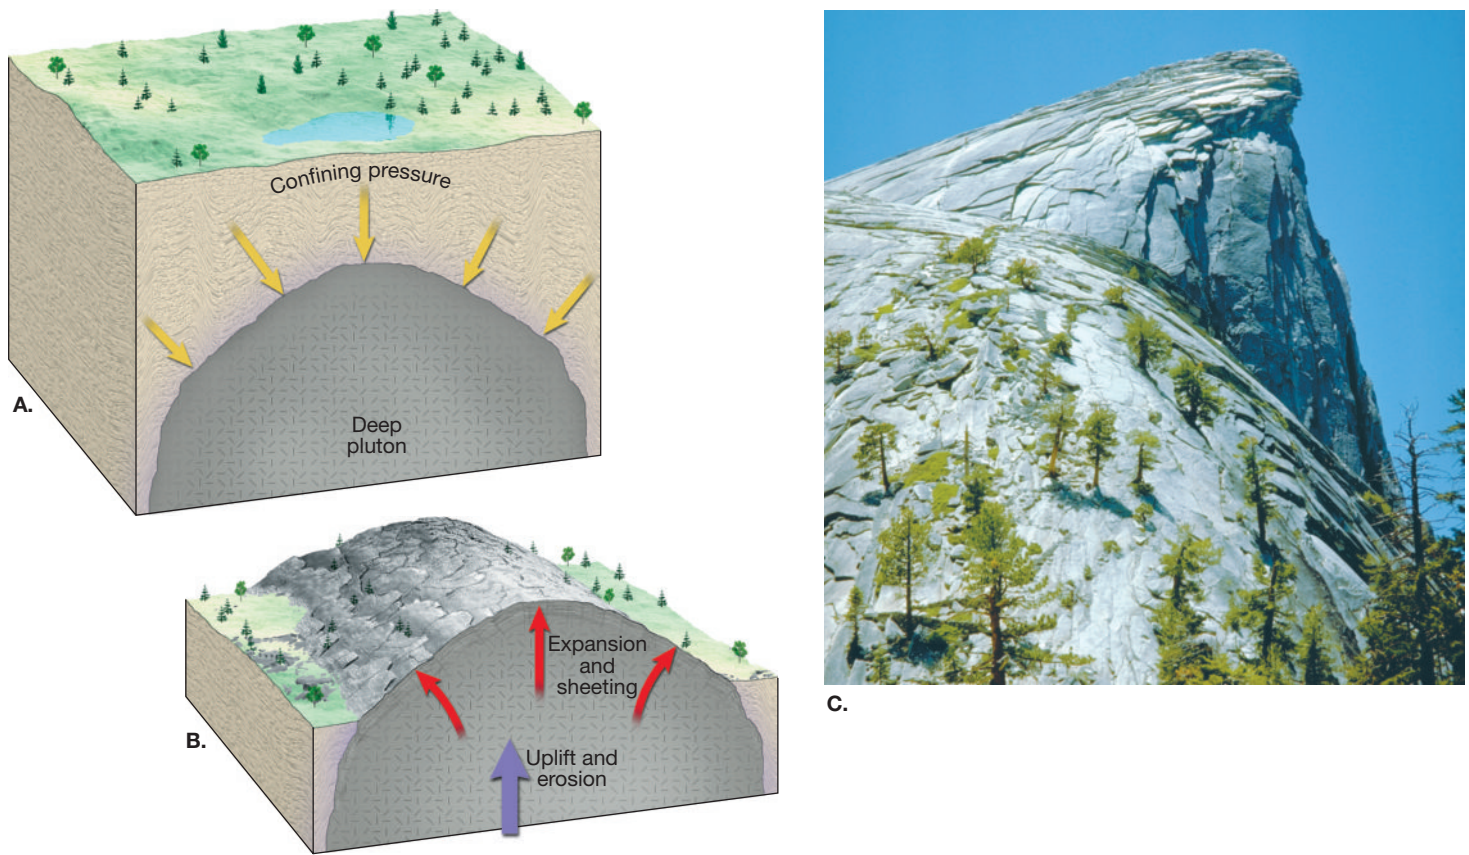 Confining pressure
A.
Deep
pluton
Expansion
and
sheeting
Uplift and
erosion
B.
C.